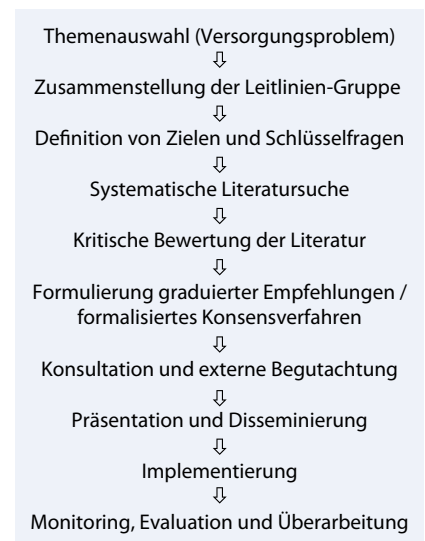 Themenauswahl (Versorgungsproblem)
⇩
Zusammenstellung der Leitlinien-Gruppe
⇩
Definition von Zielen und Schlüsselfragen
⇩
Systematische Literatursuche
⇩
Kritische Bewertung der Literatur
⇩
Formulierung graduierter Empfehlungen /
formalisiertes Konsensverfahren
⇩
Konsultation und externe Begutachtung
⇩
Präsentation und Disseminierung
⇩
Implementierung
⇩
Monitoring, Evaluation und Überarbeitung